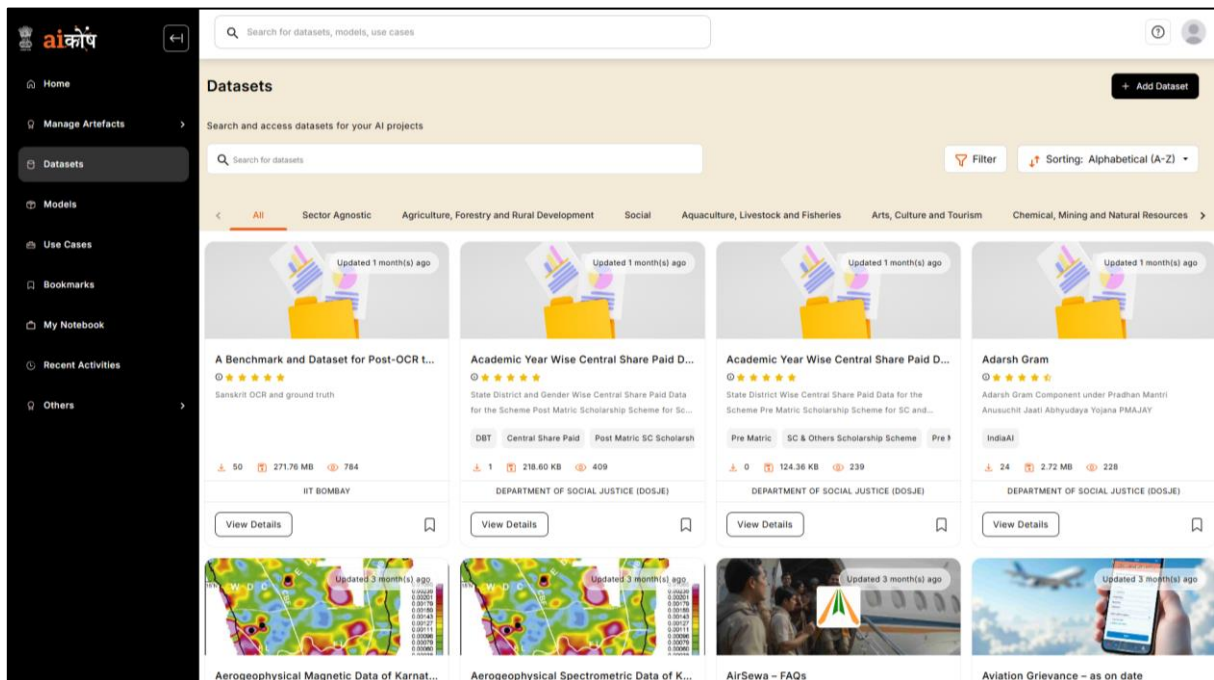 aiकोष
Search for datasets, models, use cases
Home
Manage Artefacts
Datasets
Models
Use Cases
Bookmarks
My Notebook
Recent Activities
Others
Datasets
+ Add Dataset
Search and access datasets for your AI projects
Search for datasets
Filter
Sorting: Alphabetical (A-Z)
All Sector Agnostic Agriculture, Forestry and Rural Development Social Aquaculture, Livestock and Fisheries Arts, Culture and Tourism Chemical, Mining and Natural Resources
Updated 1 month(s) ago
A Benchmark and Dataset for Post-OCR t...
Sanskrit OCR and ground truth
50 271.76 MB 784
IIT BOMBAY
View Details
Updated 1 month(s) ago
Academic Year Wise Central Share Paid D...
State District and Gender Wise Central Share Paid Data
for the Scheme Post Matric Scholarship Scheme for Sc...
DBT Central Share Paid Post Matric SC Scholarsh
1 218.60 KB 409
DEPARTMENT OF SOCIAL JUSTICE (DOSJE)
View Details
Updated 1 month(s) ago
Academic Year Wise Central Share Paid D...
State District Wise Central Share Paid Data for the
Scheme Pre Matric Scholarship Scheme for SC and...
Pre Matric SC & Others Scholarship Scheme Pre
0 124.36 KB 239
DEPARTMENT OF SOCIAL JUSTICE (DOSJE)
View Details
Updated 1 month(s) ago
Adarsh Gram
Adarsh Gram Component under Pradhan Mantri
Anusuchit Jaati Abhyudaya Yojana PMAJAY
IndiaAI
24 2.72 MB 228
DEPARTMENT OF SOCIAL JUSTICE (DOSJE)
View Details
Updated 3 month(s) ago
W D C
Aerogeophysical Magnetic Data of Karnat...
Updated 3 month(s) ago
W D C
Aerogeophysical Spectrometric Data of K...
Updated 3 month(s) ago
AirSewa – FAQs
Updated 3 month(s) ago
Aviation Grievance – as on date